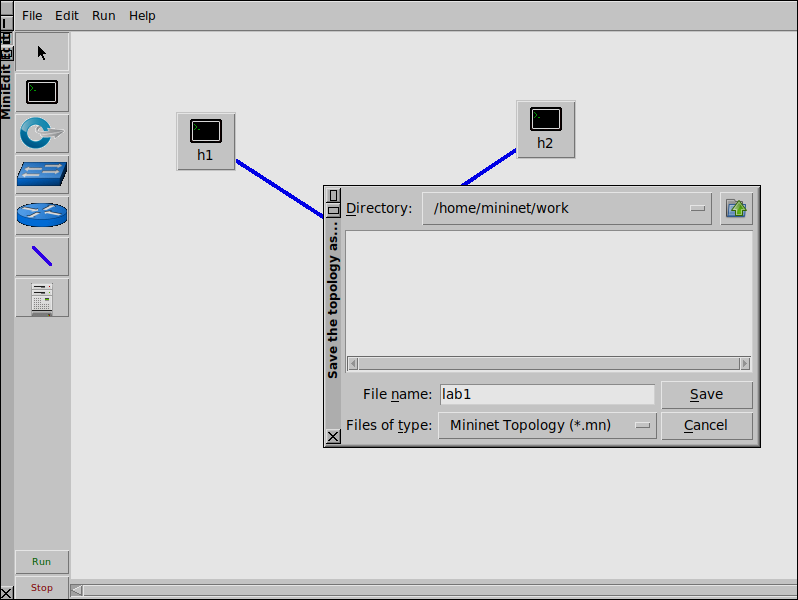 File Edit Run Help
MiniEdit
h1
h2
Save the topology as...
Directory: /home/mininet/work
File name: lab1 Save
Files of type: Mininet Topology (*.mn) Cancel
Run
Stop